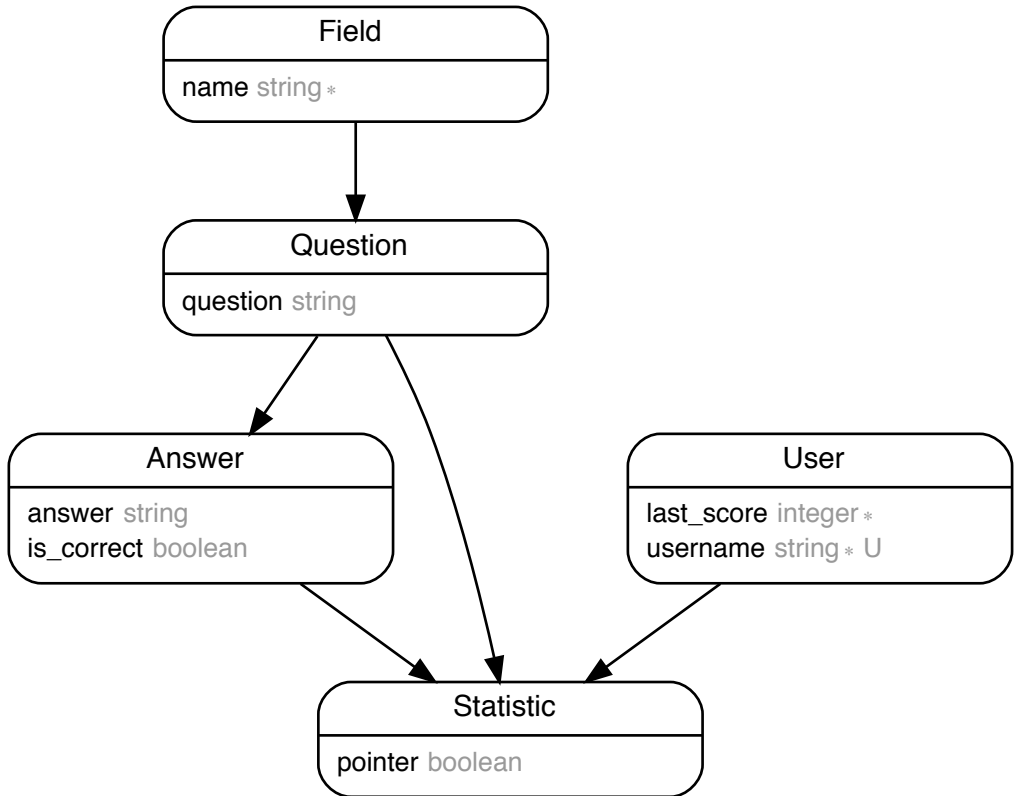 Field
name string *
Question
question string
Answer
answer string
is_correct boolean
User
last_score integer *
username string * U
Statistic
pointer boolean